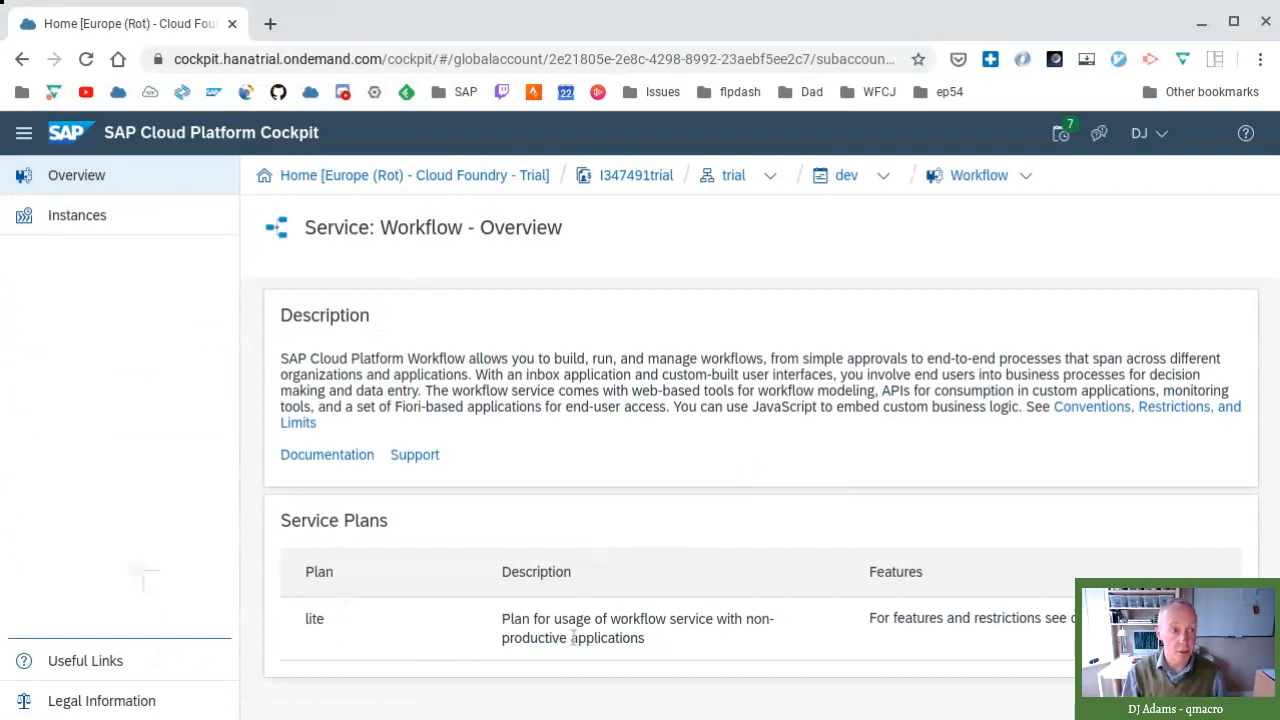 Home [Europe (Rot) - Cloud Fou
cockpit.hanatrial.ondemand.com/cockpit/#/globalaccount/2e21805e-2e8c-4298-8992-23aebf5ee2c7/subaccoun...
22
SAP
Issues
flpdash
Dad
WFCJ
ep54
Other bookmarks
SAP
SAP Cloud Platform Cockpit
7
DJ
Overview
Instances
Home [Europe (Rot) - Cloud Foundry - Trial] / I347491trial / trial / dev / Workflow
Service: Workflow - Overview
Description
SAP Cloud Platform Workflow allows you to build, run, and manage workflows, from simple approvals to end-to-end processes that span across different
organizations and applications. With an inbox application and custom-built user interfaces, you involve end users into business processes for decision
making and data entry. The workflow service comes with web-based tools for workflow modeling, APIs for consumption in custom applications, monitoring
tools, and a set of Fiori-based applications for end-user access. You can use JavaScript to embed custom business logic. See Conventions, Restrictions, and
Limits
Documentation Support
Service Plans
Plan Description Features
lite Plan for usage of workflow service with non- For features and restrictions see
productive applications
Useful Links
Legal Information
DJ Adams - qmacro